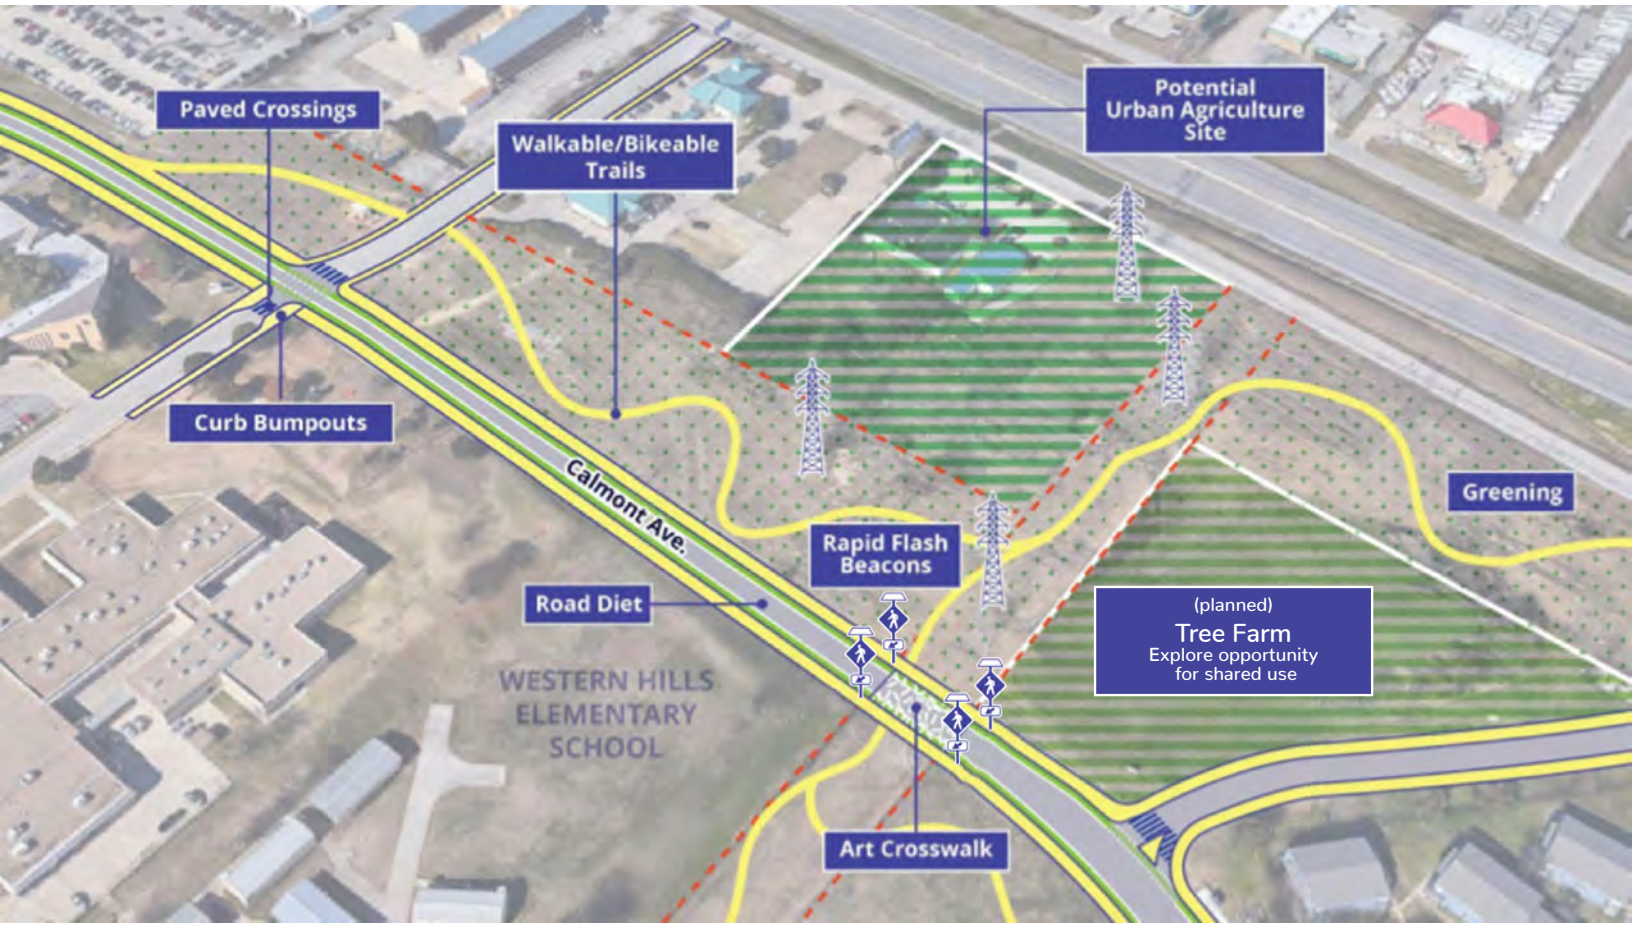 Paved Crossings
Walkable/Bikeable
Trails
Potential
Urban Agriculture
Site
Curb Bumpouts
Calmont Ave.
Greening
Rapid Flash
Beacons
Road Diet
(planned)
Tree Farm
Explore opportunity
for shared use
WESTERN HILLS
ELEMENTARY
SCHOOL
Art Crosswalk